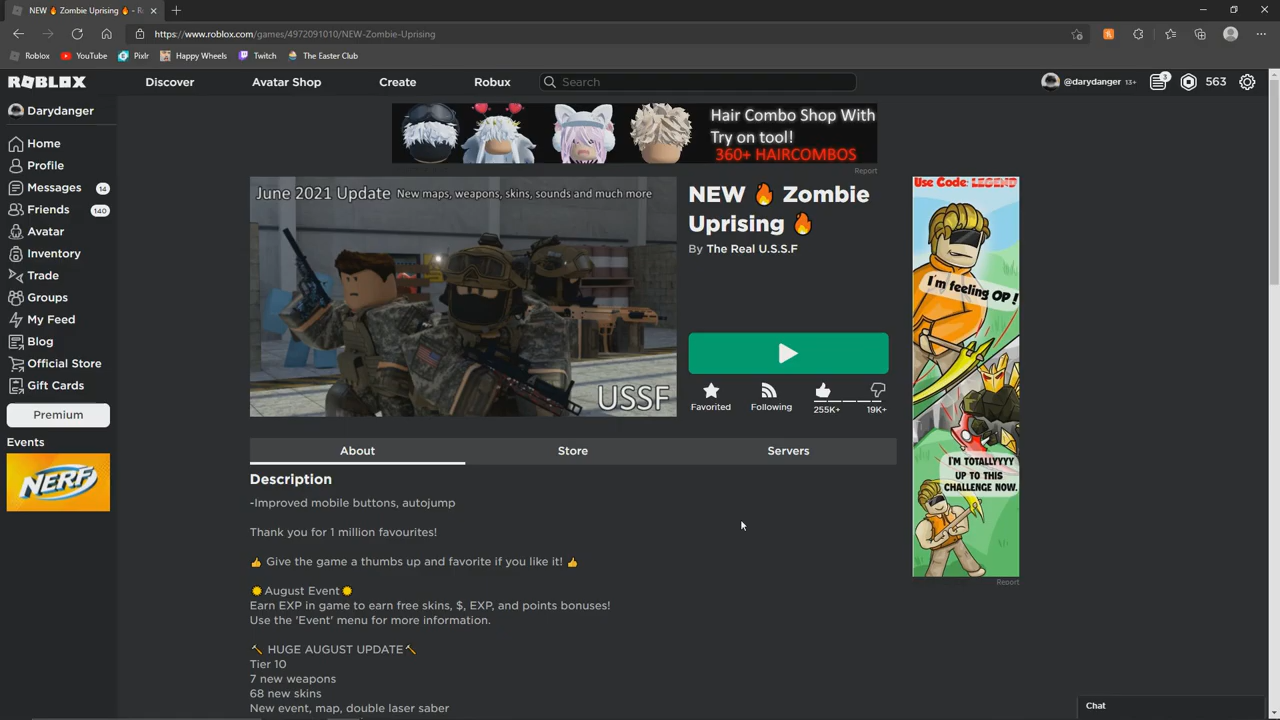 NEW 🔥 Zombie Uprising 🔥 - R
https://www.roblox.com/games/4972091010/NEW-Zombie-Uprising
Roblox
YouTube
Pixlr
Happy Wheels
Twitch
The Easter Club
ROBLOX
Discover
Avatar Shop
Create
Robux
Search
@darydanger 13+
3
563
Darydanger
Home
Profile
Messages 14
Friends 140
Avatar
Inventory
Trade
Groups
My Feed
Blog
Official Store
Gift Cards
Premium
Events
NERF
Hair Combo Shop With
Try on tool!
360+ HAIRCOMBOS
Report
June 2021 Update New maps, weapons, skins, sounds and much more
USSF
NEW 🔥 Zombie
Uprising 🔥
By The Real U.S.S.F
Favorited
Following
255K+
19K+
Use Code: LEGEND
I'm feeling OP !
I'M TOTALLYYYY
UP TO THIS
CHALLENGE NOW.
Report
About
Store
Servers
Description
-Improved mobile buttons, autojump
Thank you for 1 million favourites!
👍 Give the game a thumbs up and favorite if you like it! 👍
🌻 August Event 🌻
Earn EXP in game to earn free skins, $, EXP, and points bonuses!
Use the 'Event' menu for more information.
🔨 HUGE AUGUST UPDATE🔨
Tier 10
7 new weapons
68 new skins
New event, map, double laser saber
Chat